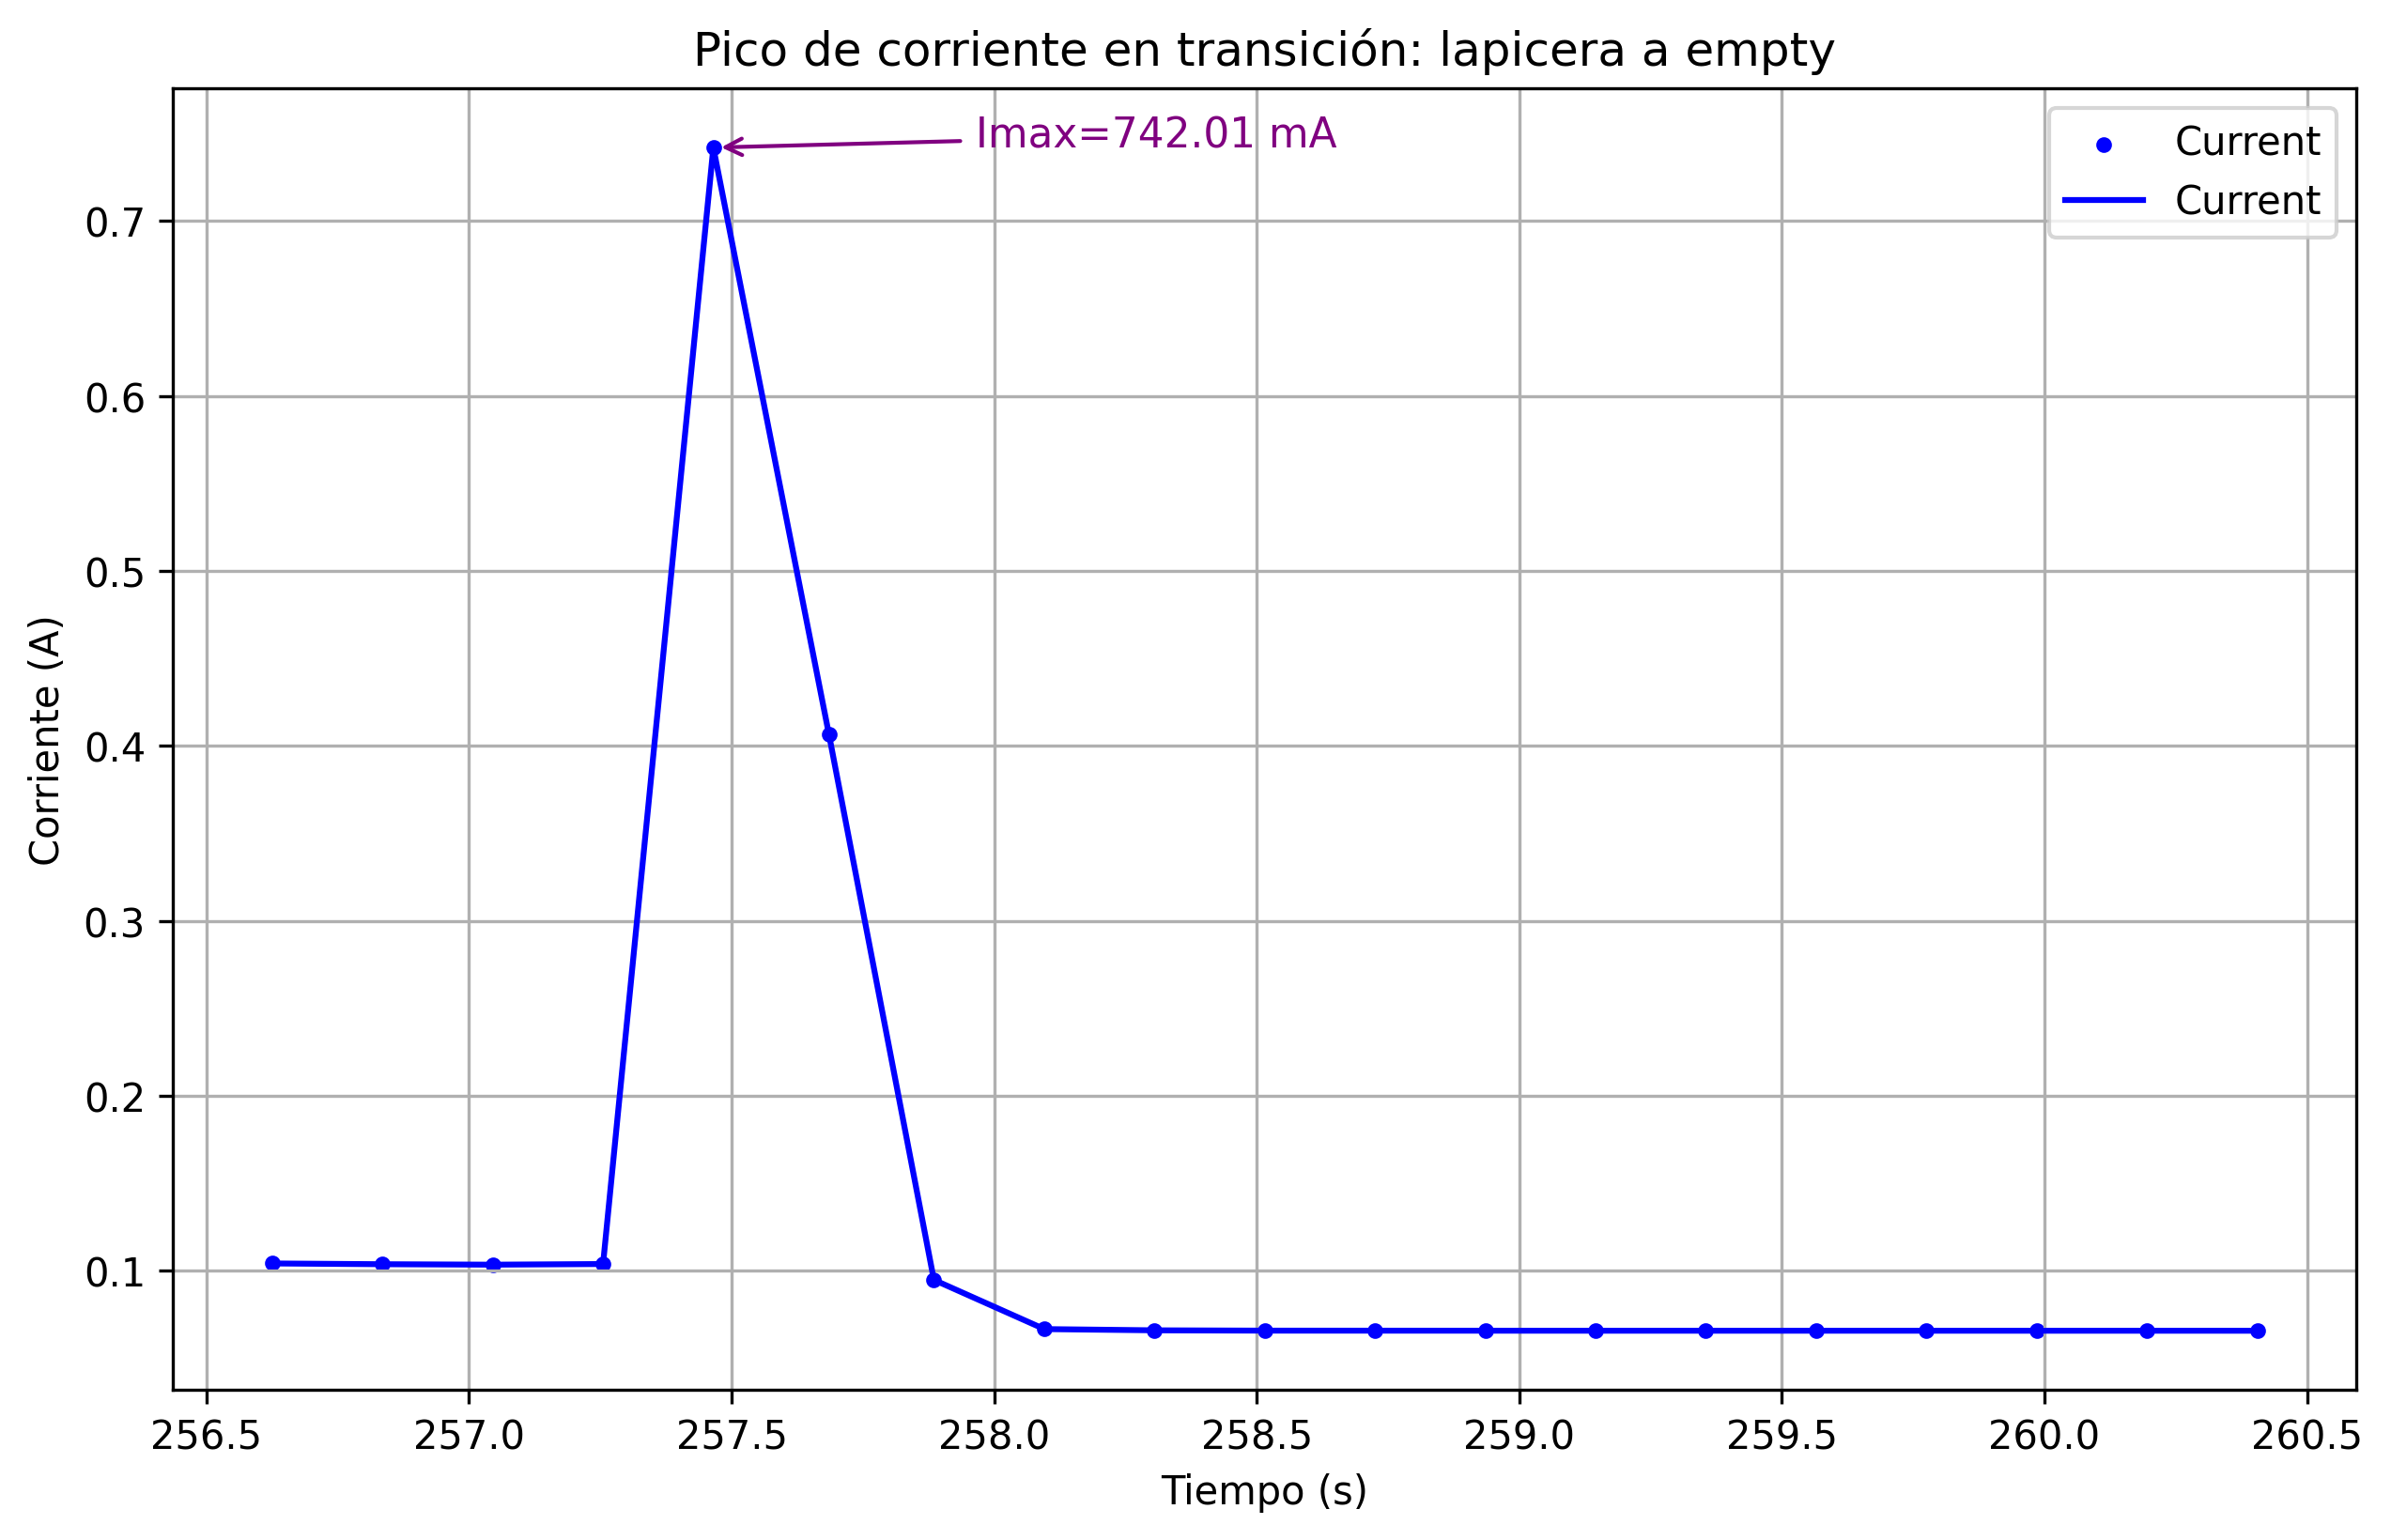 Pico de corriente en transición: lapicera a empty
Imax=742.01 mA
Current
Current
0.7
0.6
0.5
0.4
0.3
0.2
0.1
Corriente (A)
256.5 257.0 257.5 258.0 258.5 259.0 259.5 260.0 260.5
Tiempo (s)